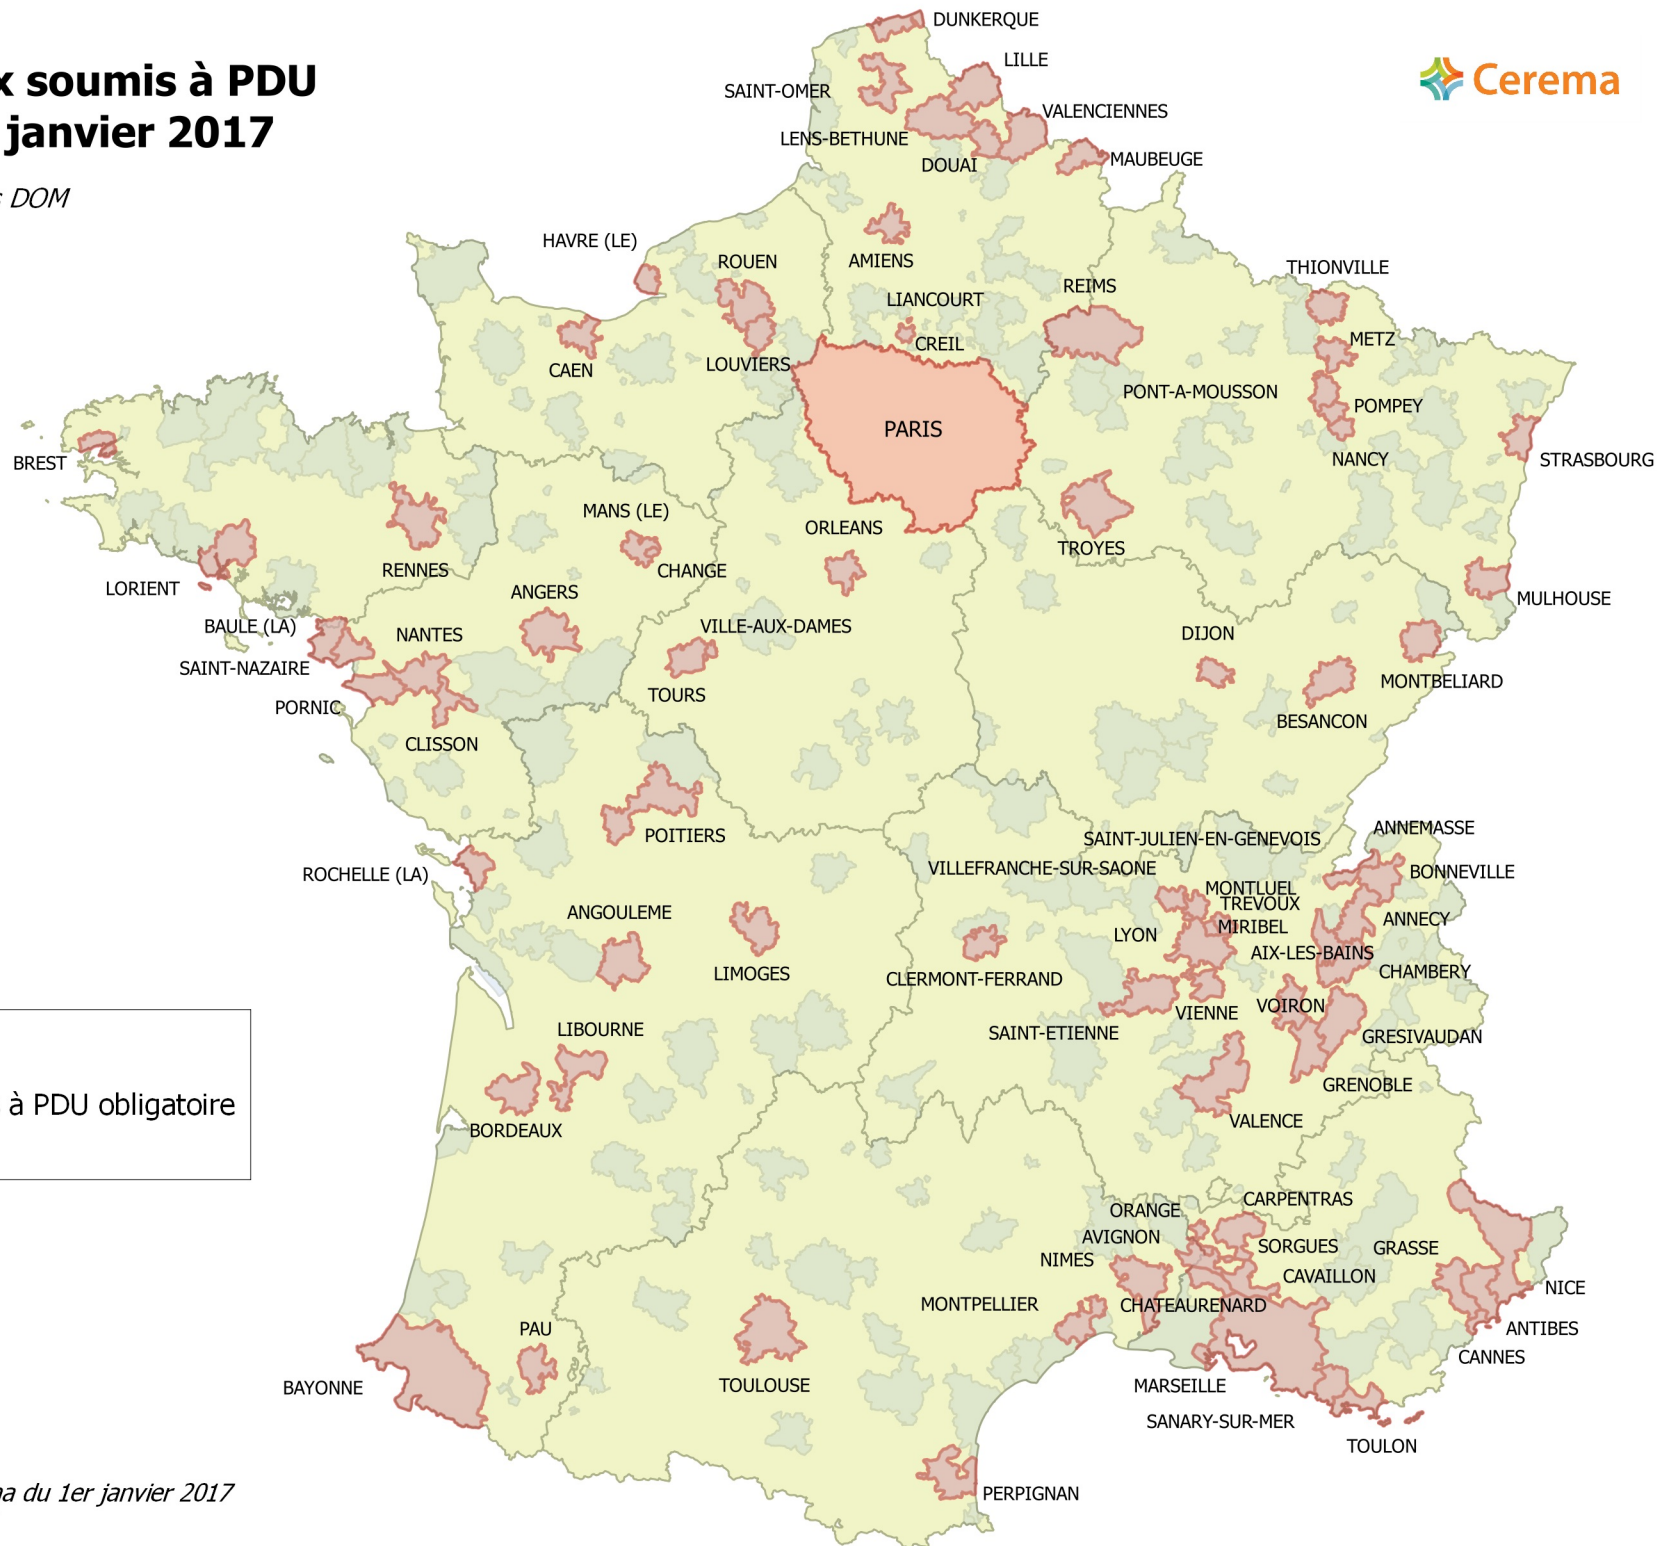 x soumis à PDU
janvier 2017
DOM
Cerema
DUNKERQUE
LILLE
SAINT-OMER
VALENCIENNES
LENS-BETHUNE
DOUAI
MAUBEUGE
HAVRE (LE)
ROUEN
AMIENS
THIONVILLE
LIANCOURT
REIMS
CREIL
METZ
CAEN
LOUVIERS
PONT-A-MOUSSON
POMPEY
PARIS
BREST
NANCY
STRASBOURG
MANS (LE)
ORLEANS
TROYES
RENNES
CHANGE
LORIENT
ANGERS
MULHOUSE
BAULE (LA)
NANTES
VILLE-AUX-DAMES
DIJON
SAINT-NAZAIRE
MONTBELIARD
TOURS
PORNIC
BESANCON
CLISSON
POITIERS
SAINT-JULIEN-EN-GENEVOIS
ANNEMASSE
VILLEFRANCHE-SUR-SAONE
BONNEVILLE
ROCHELLE (LA)
MONTLUEL
TREVOUX
ANGOULEME
ANNECY
MIRIBEL
LYON
AIX-LES-BAINS
LIMOGES
CLERMONT-FERRAND
CHAMBERY
VOIRON
VIENNE
LIBOURNE
SAINT-ETIENNE
GRESIVAUDAN
GRENOBLE
à PDU obligatoire
BORDEAUX
VALENCE
CARPENTRAS
ORANGE
AVIGNON
SORGUES
GRASSE
NIMES
CAVAILLON
NICE
MONTPELLIER
CHATEAURENARD
PAU
ANTIBES
CANNES
BAYONNE
TOULOUSE
MARSEILLE
SANARY-SUR-MER
TOULON
du 1er janvier 2017
PERPIGNAN